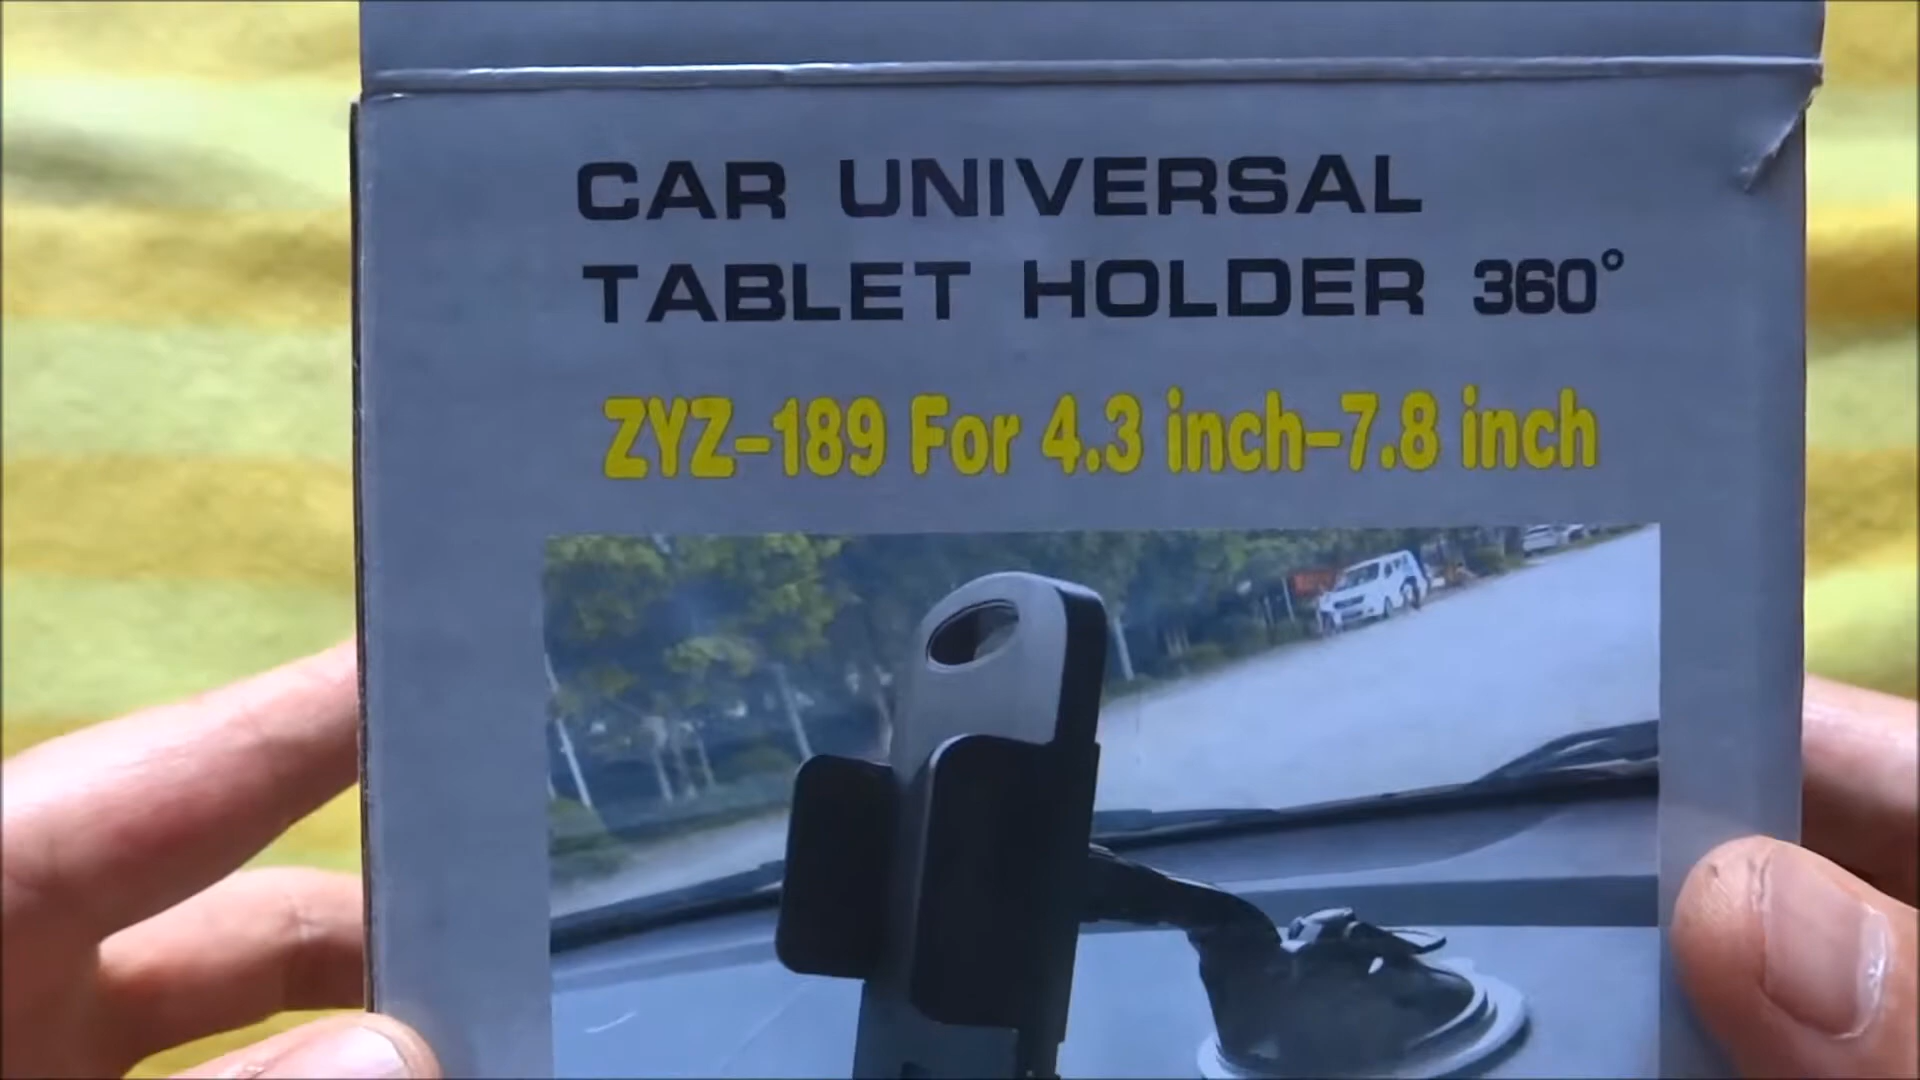 CAR UNIVERSAL
TABLET HOLDER 360°
ZYZ-189 For 4.3 inch-7.8 inch